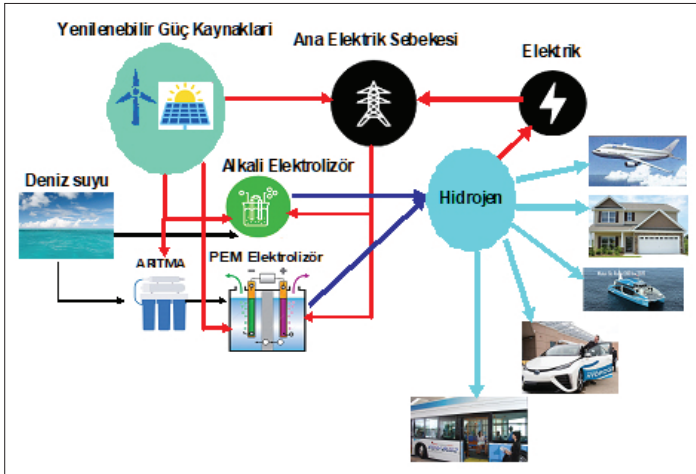 Yenilenebilir Güç Kaynaklari
Ana Elektrik Sebekesi
Elektrik
Alkali Elektrolizör
Deniz suyu
Hidrojen
ARITMA
PEM Elektrolizör